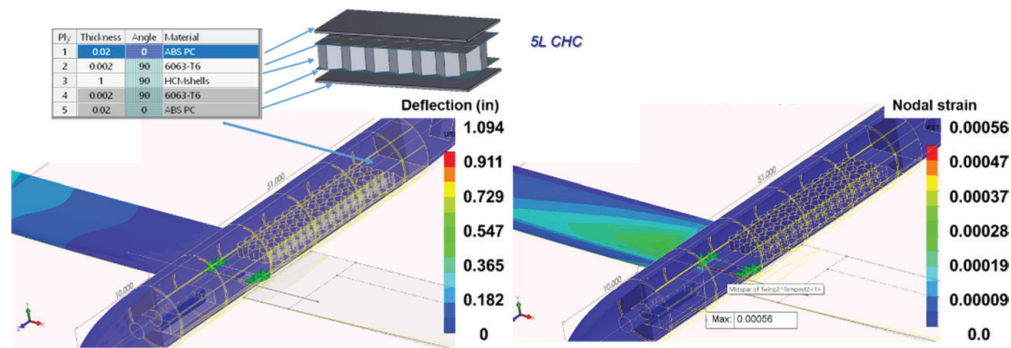 5L CHC
Ply Thickness Angle Material
1 0.02 0 ABS PC
2 0.002 90 6063-T6
3 1 90 HCMshells
4 0.002 90 6063-T6
5 0.02 0 ABS PC
Deflection (in)
1.094
0.911
0.729
0.547
0.365
0.182
0
51.000
10.000
Nodal strain
0.00056
0.00047
0.00037
0.00028
0.00019
0.00009
0.0
51.000
10.000
Max: 0.00056